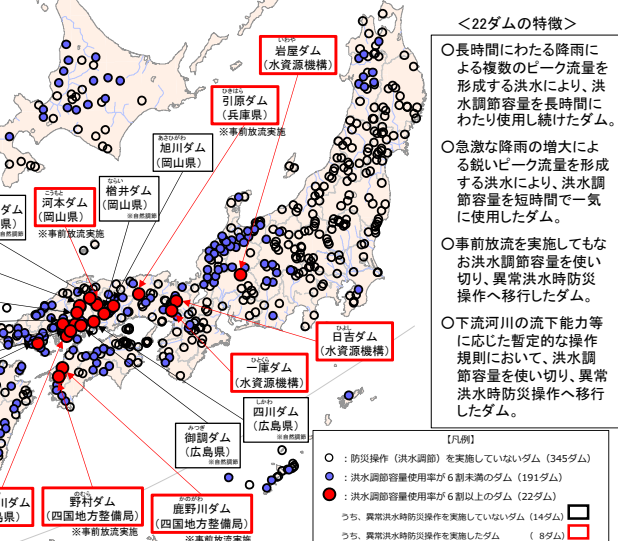 いわや
岩屋ダム
(水資源機構)
ひきはら
引原ダム
(兵庫県)
※事前放流実施
あさひがわ
旭川ダム
(岡山県)
ならい
楢井ダム
(岡山県)
※自然調節
こうもと
河本ダム
(岡山県)
※事前放流実施
ダム
県)
自然調節
ひよし
日吉ダム
(水資源機構)
ひとくら
一庫ダム
(水資源機構)
しかわ
四川ダム
(広島県)
※自然調節
みつぎ
御調ダム
(広島県)
※自然調節
川ダム
島県)
のむら
野村ダム
(四国地方整備局)
※事前放流実施
かのがわ
鹿野川ダム
(四国地方整備局)
※事前放流実施
＜22ダムの特徴＞
○長時間にわたる降雨に
よる複数のピーク流量を
形成する洪水により、洪
水調節容量を長時間に
わたり使用し続けたダム。
○急激な降雨の増大によ
る鋭いピーク流量を形成
する洪水により、洪水調
節容量を短時間で一気
に使用したダム。
○事前放流を実施してもな
お洪水調節容量を使い
切り、異常洪水時防災
操作へ移行したダム。
○下流河川の流下能力等
に応じた暫定的な操作
規則において、洪水調
節容量を使い切り、異常
洪水時防災操作へ移行
したダム。
【凡例】
：防災操作（洪水調節）を実施していないダム（345ダム）
：洪水調節容量使用率が６割未満のダム（191ダム）
：洪水調節容量使用率が６割以上のダム（22ダム）
うち、異常洪水時防災操作を実施していないダム（14ダム）
うち、異常洪水時防災操作を実施したダム （ 8ダム）